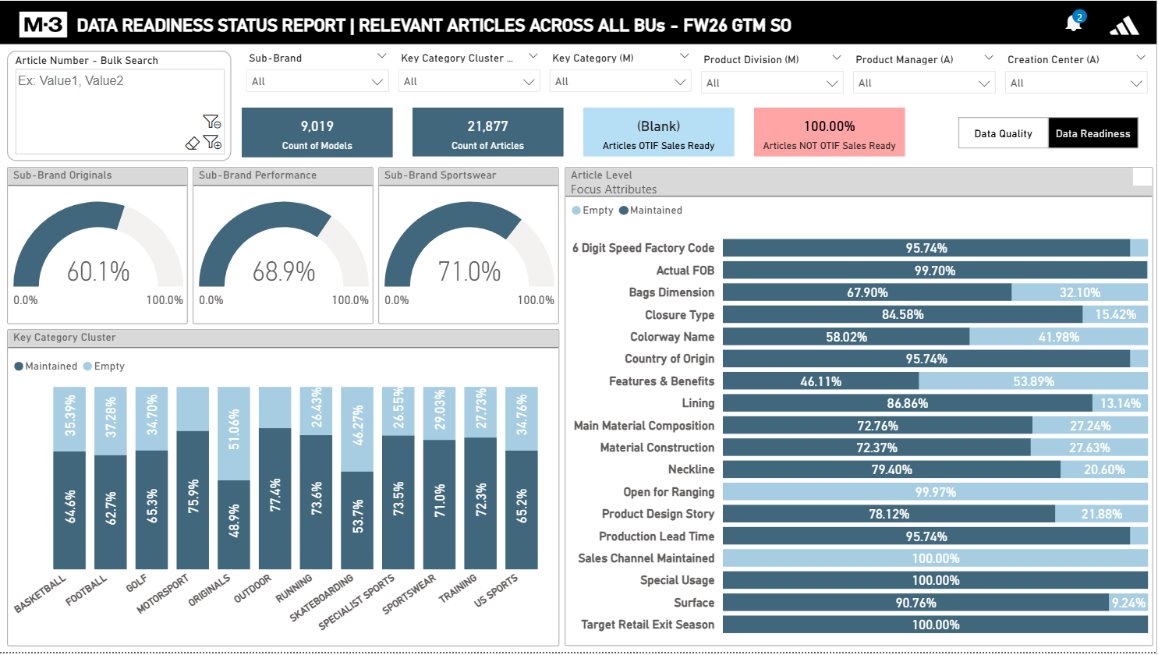 M-3 DATA READINESS STATUS REPORT | RELEVANT ARTICLES ACROSS ALL BUs - FW26 GTM SO
2
Article Number - Bulk Search
Ex: Value1, Value2
Sub-Brand
All
Key Category Cluster ...
All
Key Category (M)
All
Product Division (M)
All
Product Manager (A)
All
Creation Center (A)
All
9,019
Count of Models
21,877
Count of Articles
(Blank)
Articles OTIF Sales Ready
100.00%
Articles NOT OTIF Sales Ready
Data Quality
Data Readiness
Sub-Brand Originals
60.1%
0.0% 100.0%
Sub-Brand Performance
68.9%
0.0% 100.0%
Sub-Brand Sportswear
71.0%
0.0% 100.0%
Key Category Cluster
Maintained Empty
35.39% 37.28% 34.70% 51.06% 26.43% 46.27% 26.55% 29.03% 27.73% 34.76%
64.6% 62.7% 65.3% 75.9% 48.9% 77.4% 73.6% 53.7% 73.5% 71.0% 72.3% 65.2%
BASKETBALL FOOTBALL GOLF MOTORSPORT ORIGINALS OUTDOOR RUNNING SKATEBOARDING SPECIALIST SPORTS SPORTSWEAR TRAINING US SPORTS
Article Level
Focus Attributes
Empty Maintained
6 Digit Speed Factory Code 95.74%
Actual FOB 99.70%
Bags Dimension 67.90% 32.10%
Closure Type 84.58% 15.42%
Colorway Name 58.02% 41.98%
Country of Origin 95.74%
Features & Benefits 46.11% 53.89%
Lining 86.86% 13.14%
Main Material Composition 72.76% 27.24%
Material Construction 72.37% 27.63%
Neckline 79.40% 20.60%
Open for Ranging 99.97%
Product Design Story 78.12% 21.88%
Production Lead Time 95.74%
Sales Channel Maintained 100.00%
Special Usage 100.00%
Surface 90.76% 9.24%
Target Retail Exit Season 100.00%